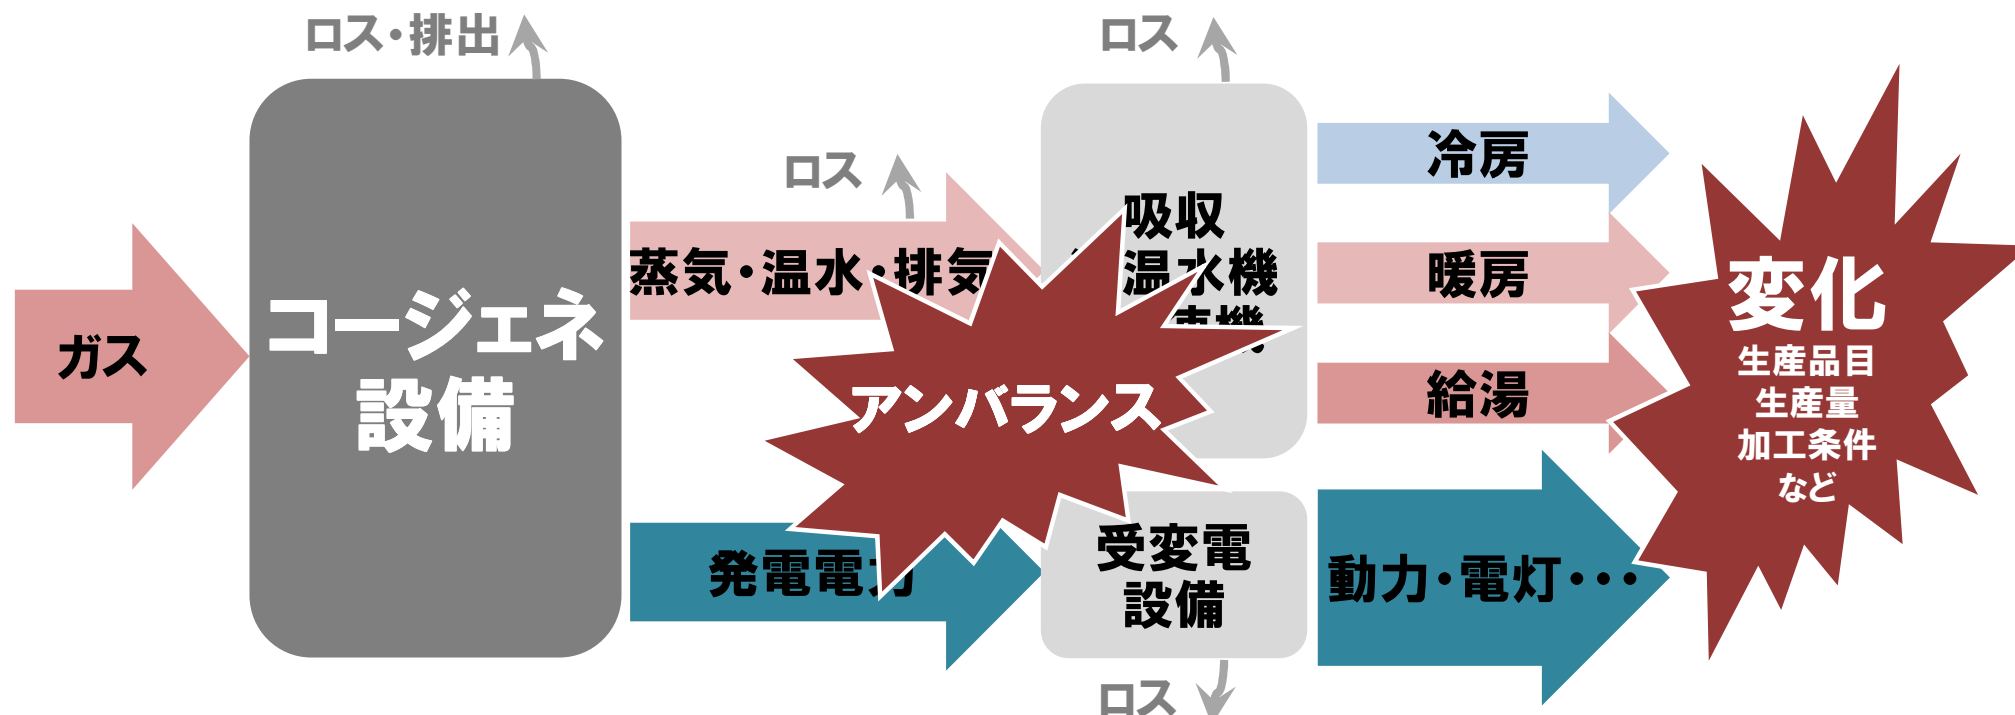 ロス・排出
ロス
ロス
ガス
コージェネ
設備
蒸気・温水・排気
発電電力
アンバランス
吸収
温水機
受変電
設備
ロス
冷房
暖房
給湯
動力・電灯・・・
変化
生産品目
生産量
加工条件
など